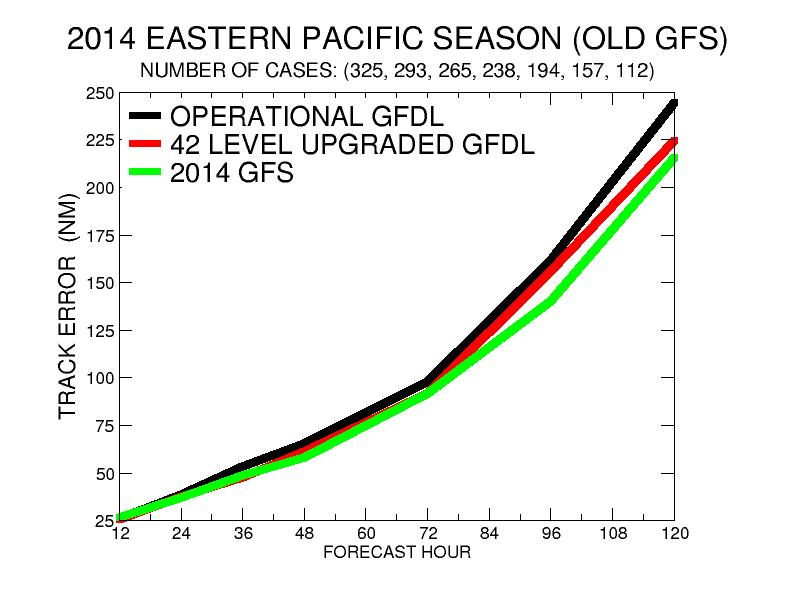 2014 EASTERN PACIFIC SEASON (OLD GFS)
NUMBER OF CASES: (325, 293, 265, 238, 194, 157, 112)
OPERATIONAL GFDL
42 LEVEL UPGRADED GFDL
2014 GFS
TRACK ERROR (NM)
250
225
200
175
150
125
100
75
50
25
12 24 36 48 60 72 84 96 108 120
FORECAST HOUR